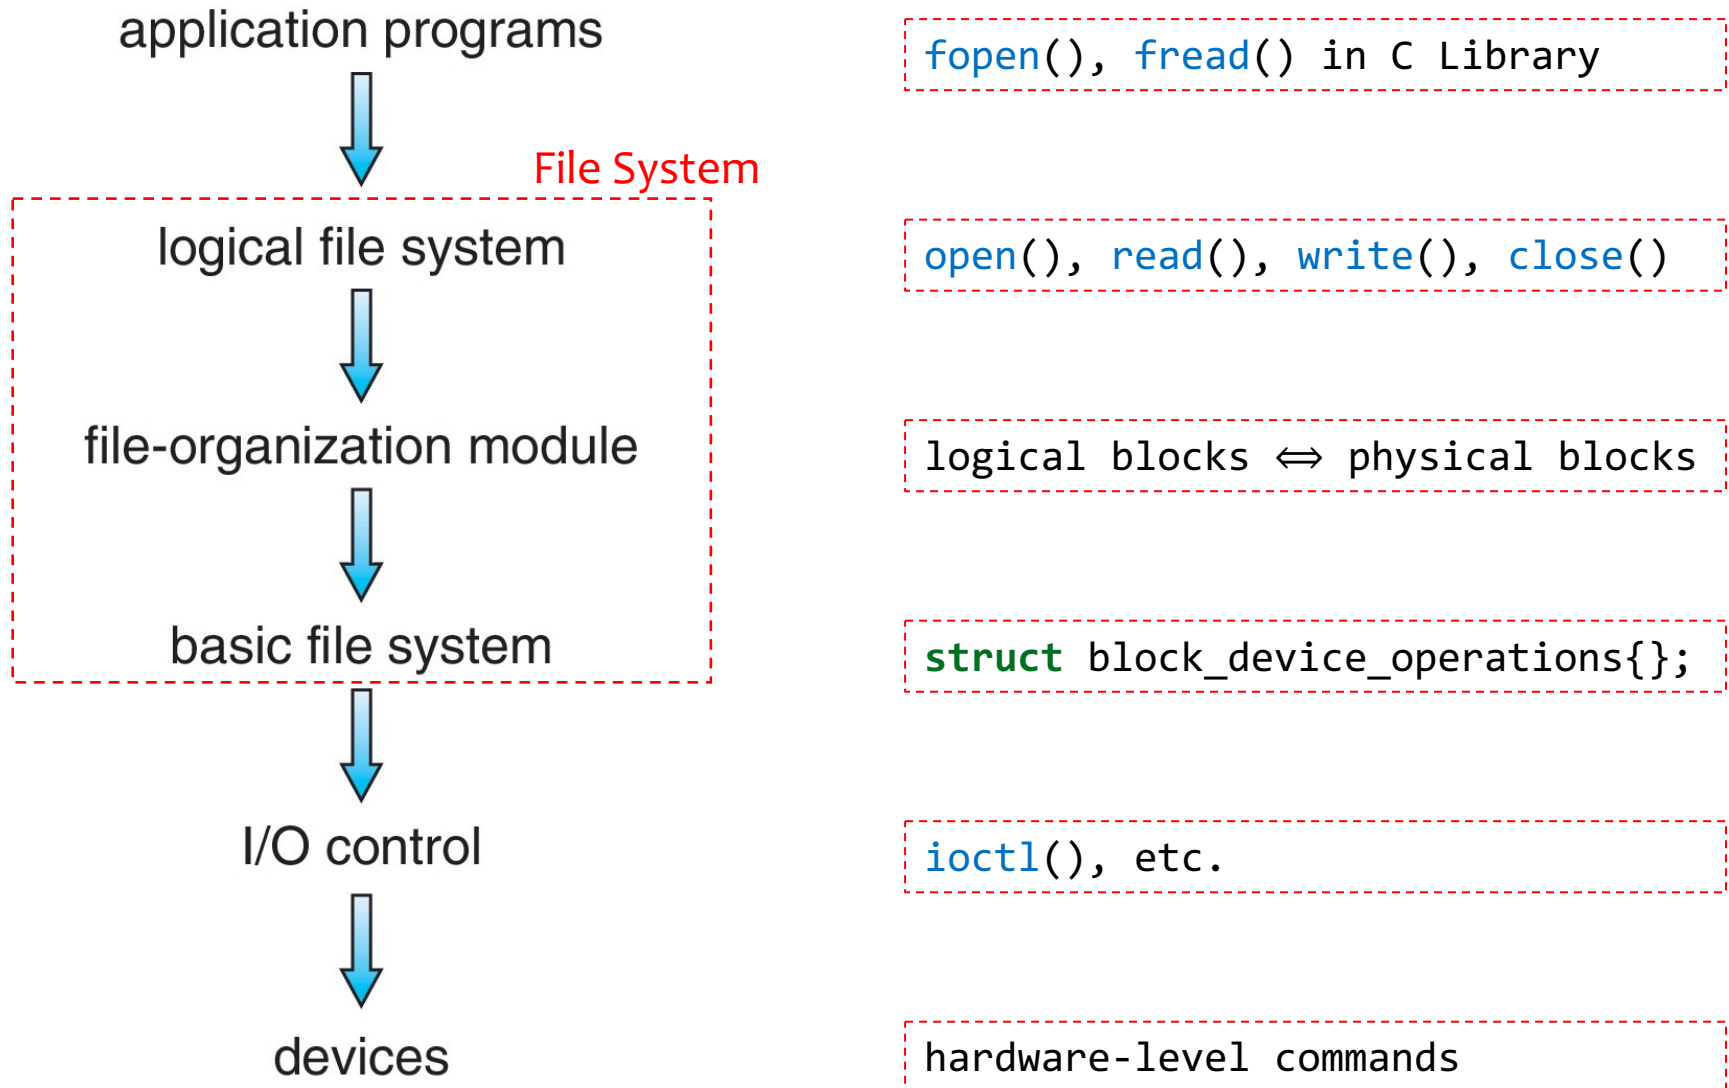 application programs
fopen(), fread() in C Library
File System
logical file system
open(), read(), write(), close()
file-organization module
logical blocks ⇔ physical blocks
basic file system
struct block_device_operations{};
I/O control
ioctl(), etc.
devices
hardware-level commands